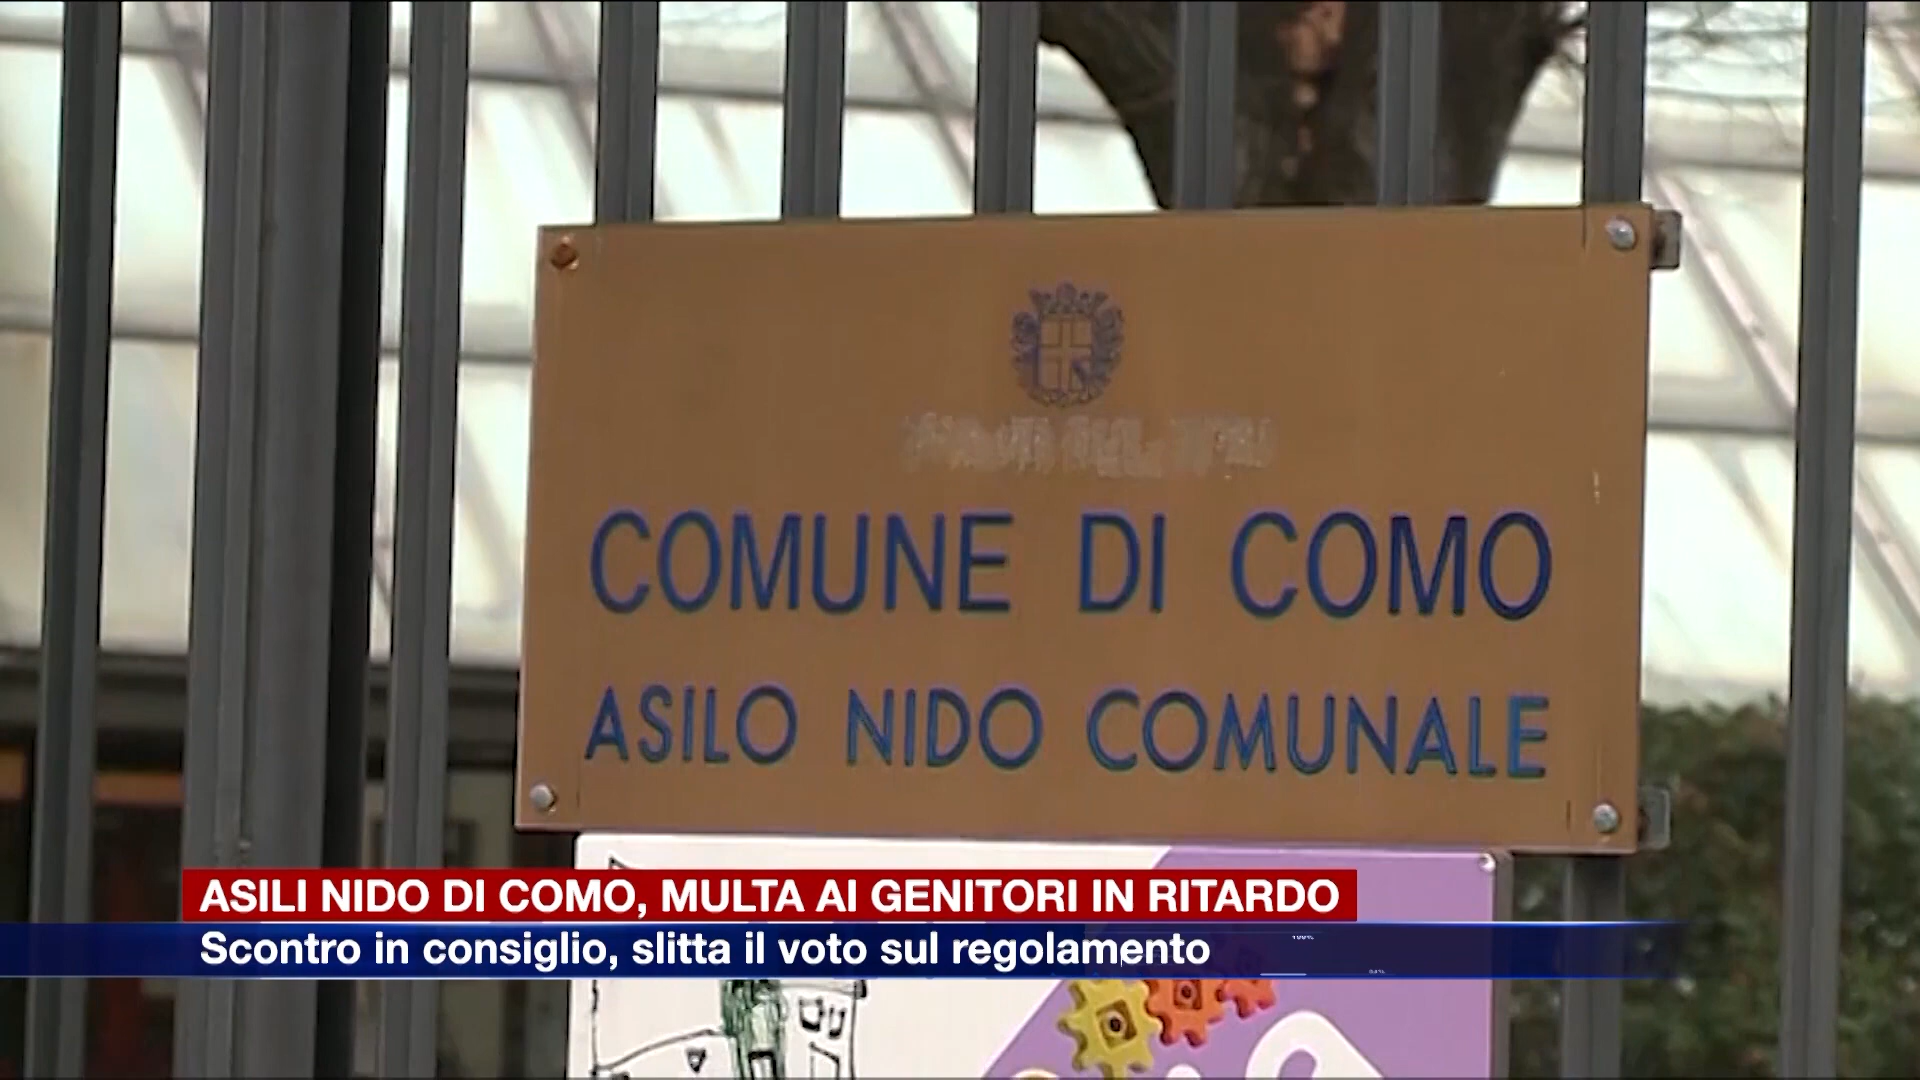 COMUNE DI COMO
ASILO NIDO COMUNALE
ASILI NIDO DI COMO, MULTA AI GENITORI IN RITARDO
Scontro in consiglio, slitta il voto sul regolamento